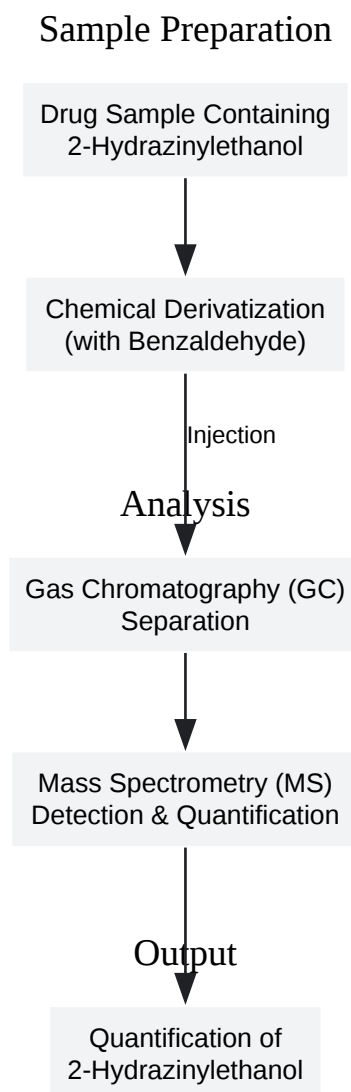 Sample Preparation
Drug Sample Containing
2-Hydrazinylethanol
Chemical Derivatization
(with Benzaldehyde)
Injection
Analysis
Gas Chromatography (GC)
Separation
Mass Spectrometry (MS)
Detection & Quantification
Output
Quantification of
2-Hydrazinylethanol